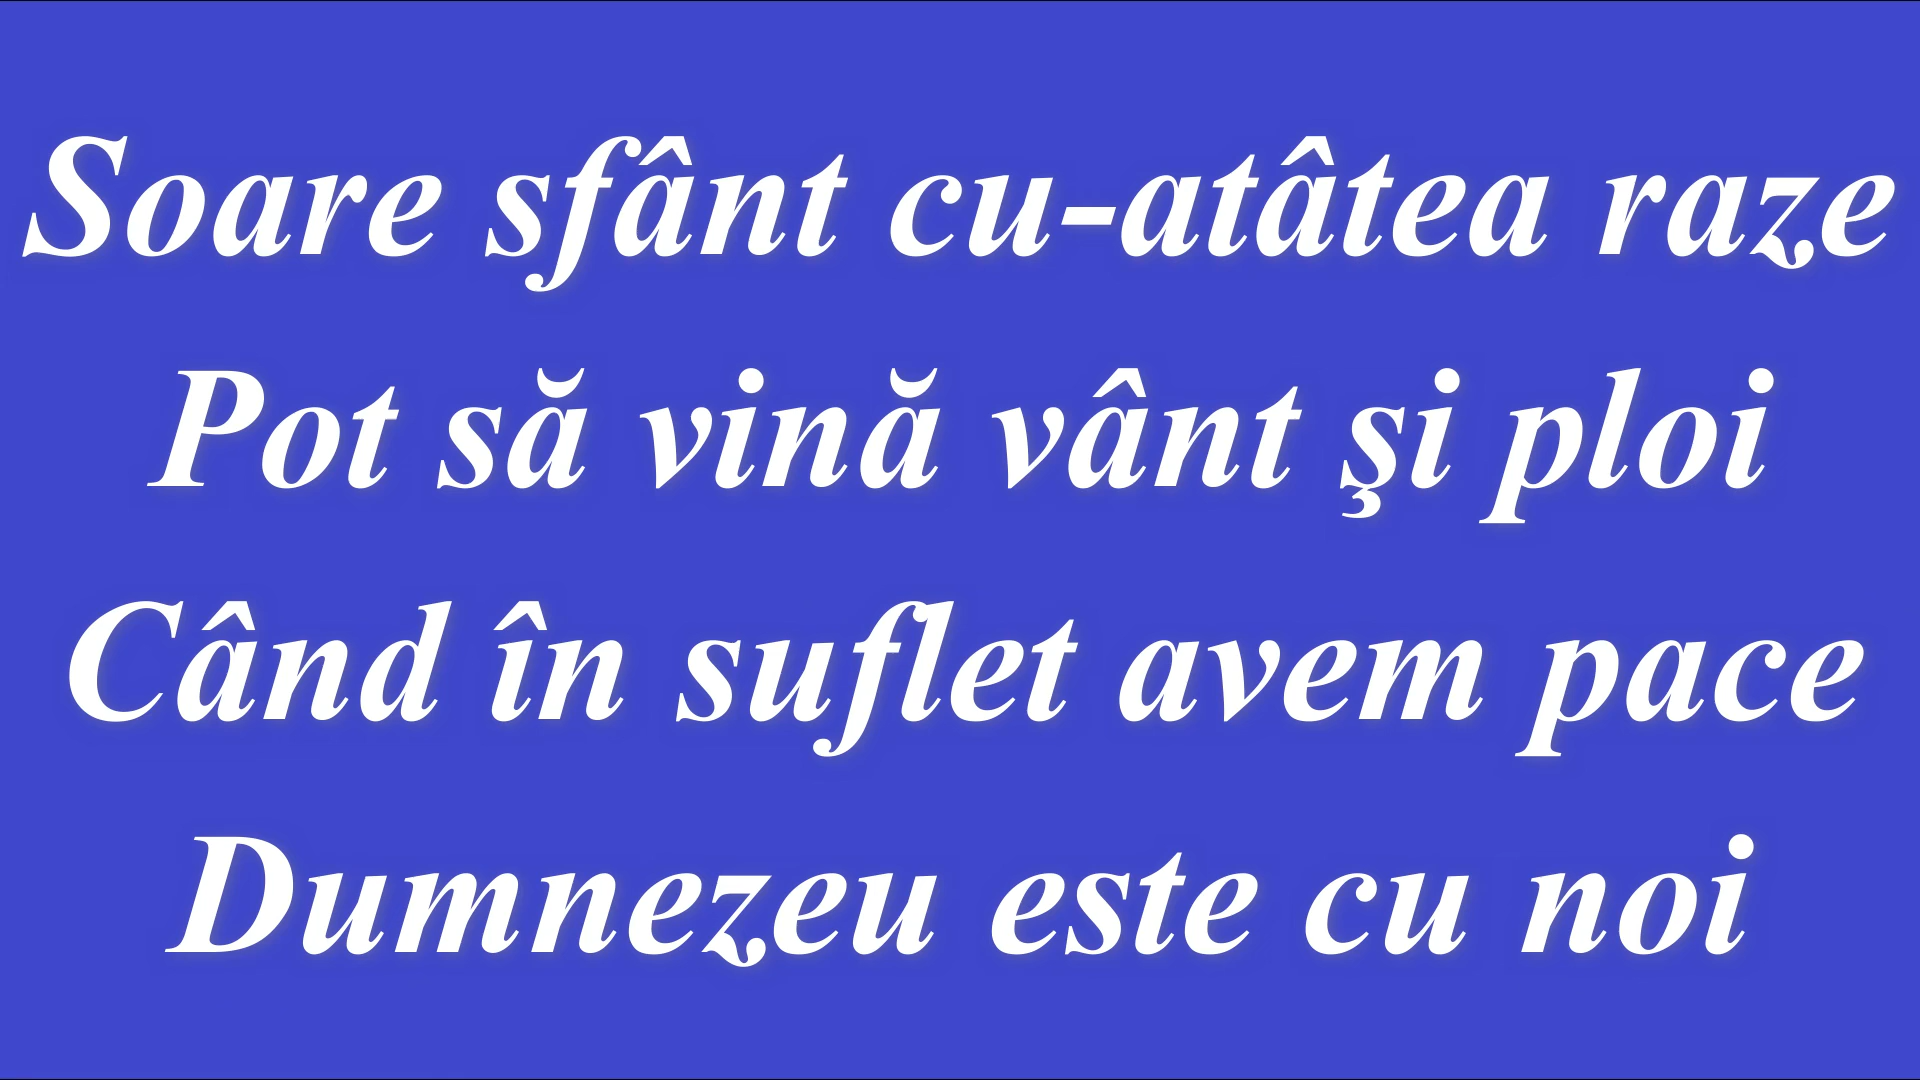 Soare sfânt cu-atâtea raze
Pot să vină vânt şi ploi
Când în suflet avem pace
Dumnezeu este cu noi